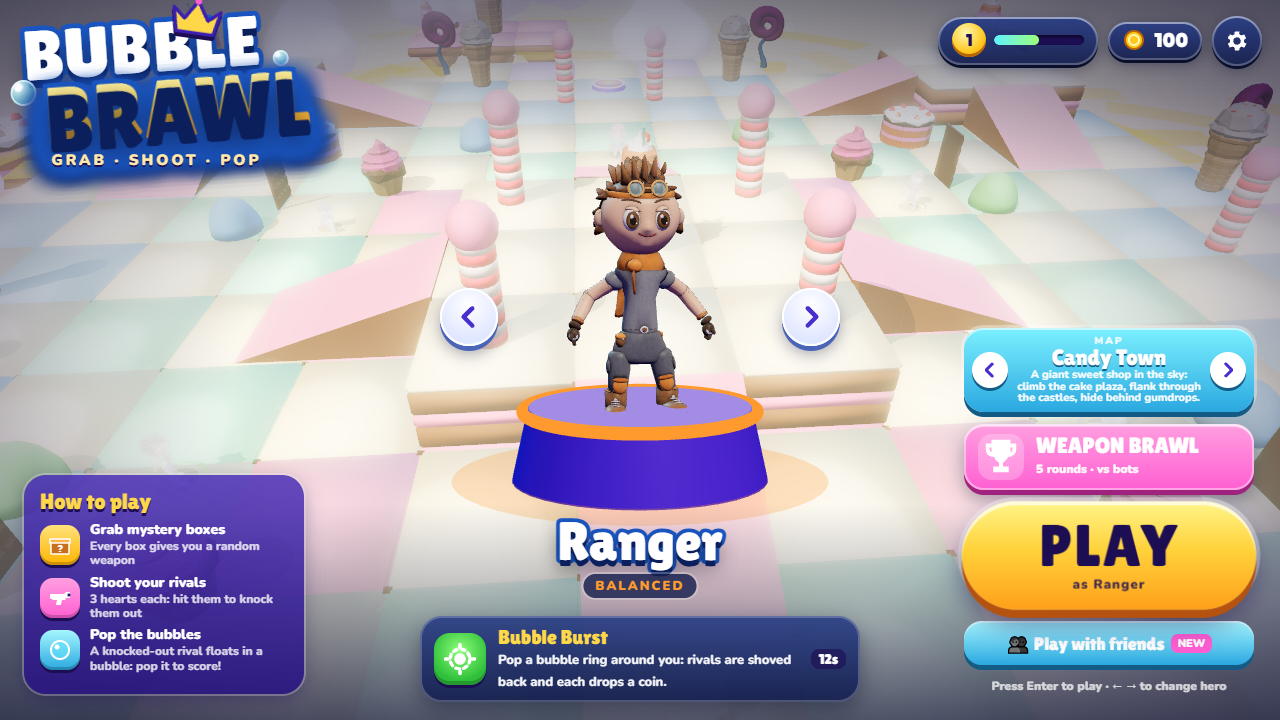 BUBBLE
BRAWL
GRAB · SHOOT · POP
1
100
MAP
Candy Town
A giant sweet shop in the sky:
climb the cake plaza, flank through
the castles, hide behind gumdrops.
WEAPON BRAWL
5 rounds · vs bots
PLAY
as Ranger
Play with friends NEW
Press Enter to play · ← → to change hero
How to play
Grab mystery boxes
Every box gives you a random
weapon
Shoot your rivals
3 hearts each: hit them to knock
them out
Pop the bubbles
A knocked-out rival floats in a
bubble: pop it to score!
Ranger
BALANCED
Bubble Burst
Pop a bubble ring around you: rivals are shoved
back and each drops a coin.
12s